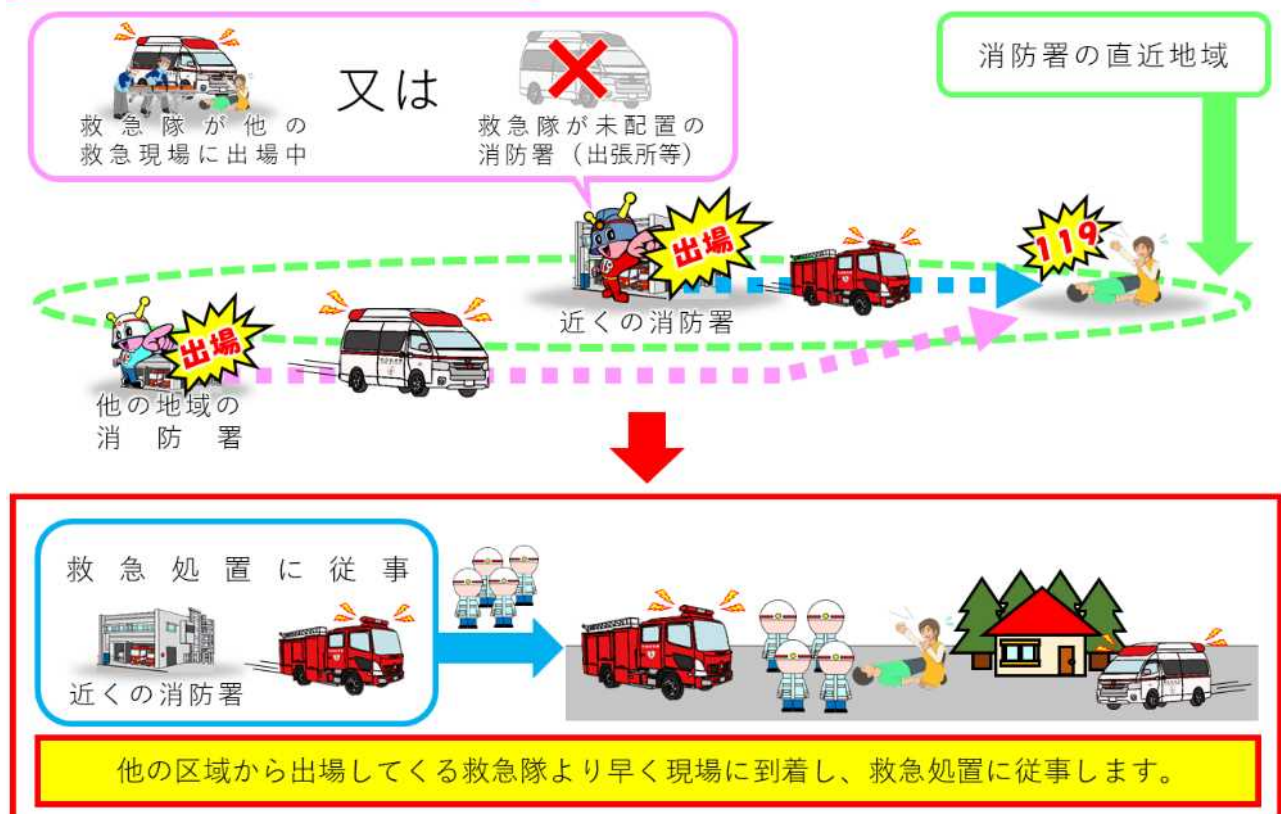 救急隊が他の
救急現場に出場中
又は
救急隊が未配置の
消防署（出張所等）
消防署の直近地域
出場
119
近くの消防署
出場
他の地域の
消防署
救急処置に従事
近くの消防署
他の区域から出場してくる救急隊より早く現場に到着し、救急処置に従事します。